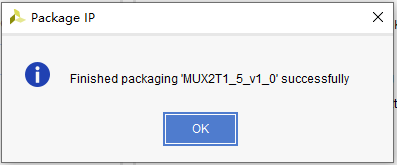 Package IP
Finished packaging 'MUX2T1_5_v1_0' successfully
OK